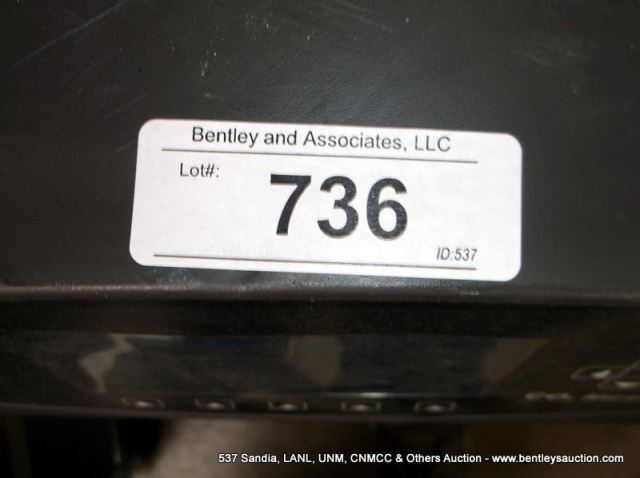 Bentley and Associates, LLC
Lot#:
736
ID:537
537 Sandia, LANL, UNM, CNMCC & Others Auction - www.bentleysauction.com